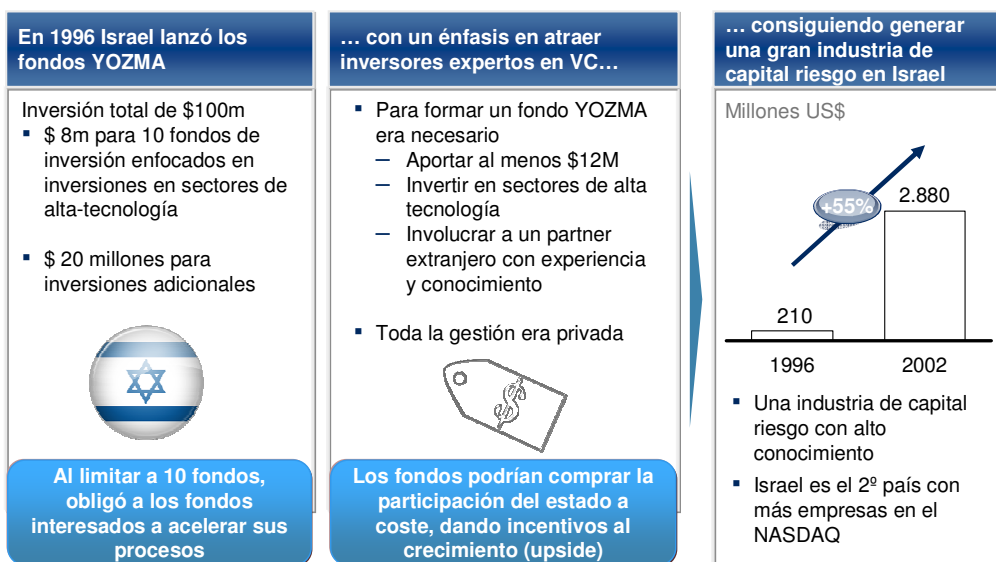 En 1996 Israel lanzó los
fondos YOZMA
Inversión total de $100m
▪ $ 8m para 10 fondos de
inversión enfocados en
inversiones en sectores de
alta-tecnología
▪ $ 20 millones para
inversiones adicionales
Al limitar a 10 fondos,
obligó a los fondos
interesados a acelerar sus
procesos
… con un énfasis en atraer
inversores expertos en VC…
▪ Para formar un fondo YOZMA
era necesario
– Aportar al menos $12M
– Invertir en sectores de alta
tecnología
– Involucrar a un partner
extranjero con experiencia
y conocimiento
▪ Toda la gestión era privada
$
Los fondos podrían comprar la
participación del estado a
coste, dando incentivos al
crecimiento (upside)
… consiguiendo generar
una gran industria de
capital riesgo en Israel
Millones US$
+55%
2.880
210
1996 2002
▪ Una industria de capital
riesgo con alto
conocimiento
▪ Israel es el 2º país con
más empresas en el
NASDAQ